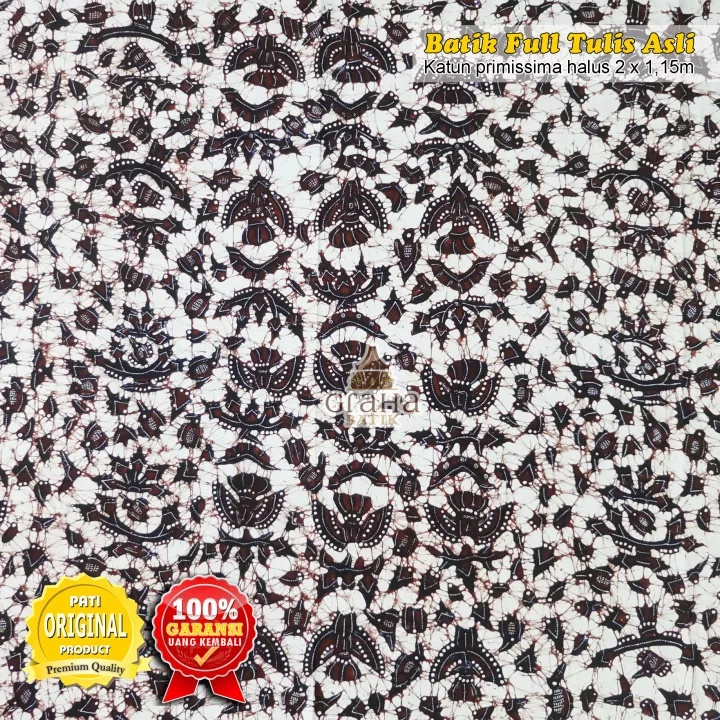 Batik Full Tulis Asli
Katun primissima halus 2 x 1,15m
Graha
BATIK
PATI
ORIGINAL
PRODUCT
Premium Quality
100%
GARANSI
UANG KEMBALI